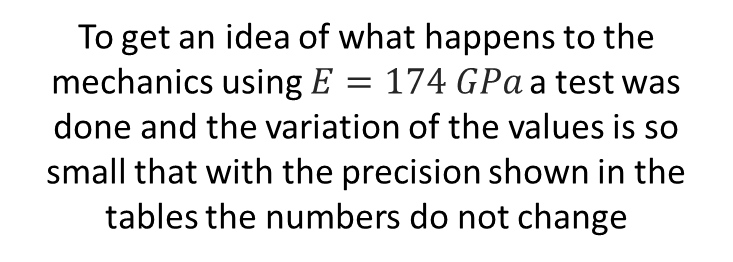 To get an idea of what happens to the
mechanics using E = 174 GPa a test was
done and the variation of the values is so
small that with the precision shown in the
tables the numbers do not change